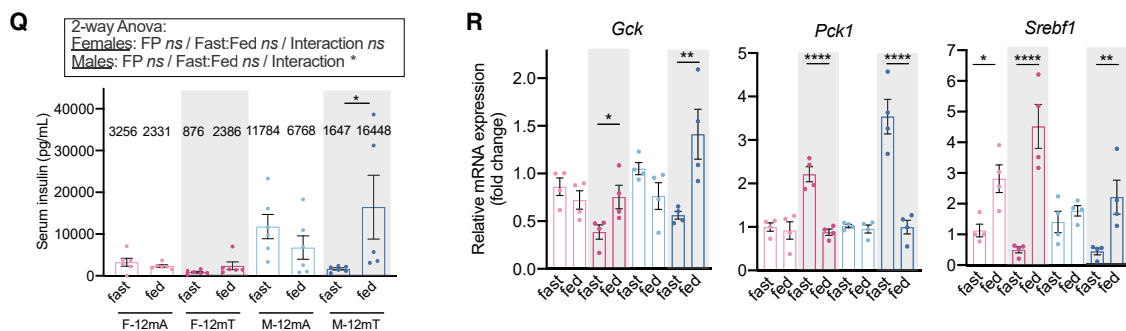 Q
2-way Anova:
Females: FP ns / Fast:Fed ns / Interaction ns
Males: FP ns / Fast:Fed ns / Interaction *
Serum insulin (pg/mL)
40000
30000
20000
10000
0
3256 2331 876 2386 11784 6768 1647 16448
*
fast fed fast fed fast fed fast fed
F-12mA F-12mT M-12mA M-12mT
R
Relative mRNA expression
(fold change)
Gck
2.0
1.5
1.0
0.5
0.0
* **
fast fed fast fed fast fed fast fed
Pck1
5
4
3
2
1
0
**** ****
fast fed fast fed fast fed fast fed
Srebf1
7
6
5
4
3
2
1
0
* **** **
fast fed fast fed fast fed fast fed